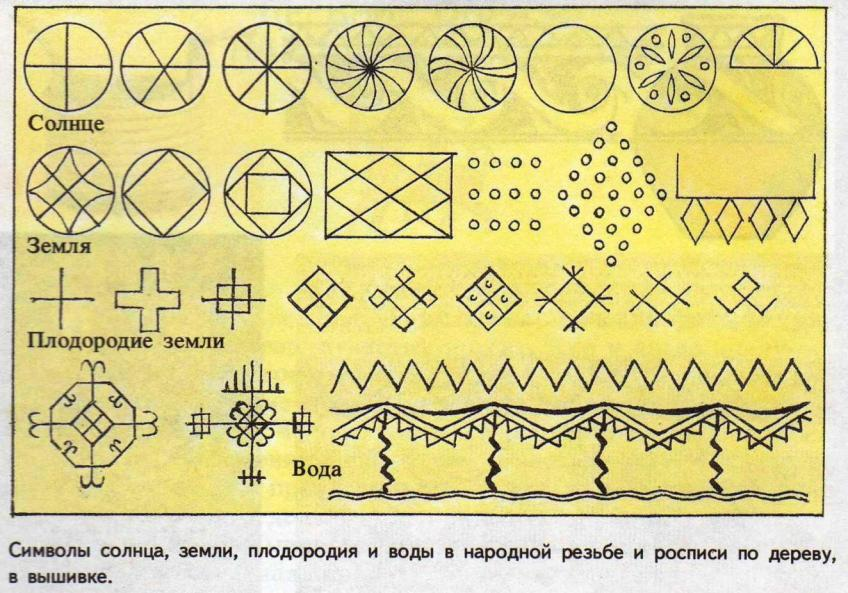 Солнце
Земля
Плодородие земли
Вода
Символы солнца, земли, плодородия и воды в народной резьбе и росписи по дереву,
в вышивке.